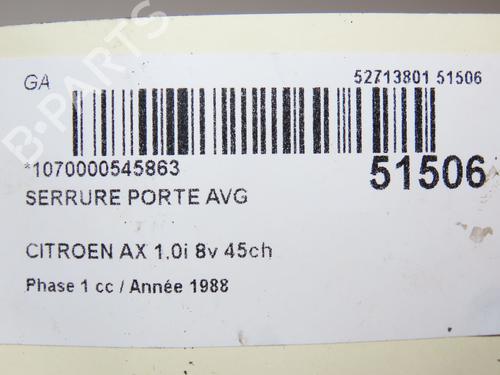 GA
52713801 51506
*1070000545863
51506
SERRURE PORTE AVG
CITROEN AX 1.0i 8v 45ch
Phase 1 cc / Année 1988
B-PARTS